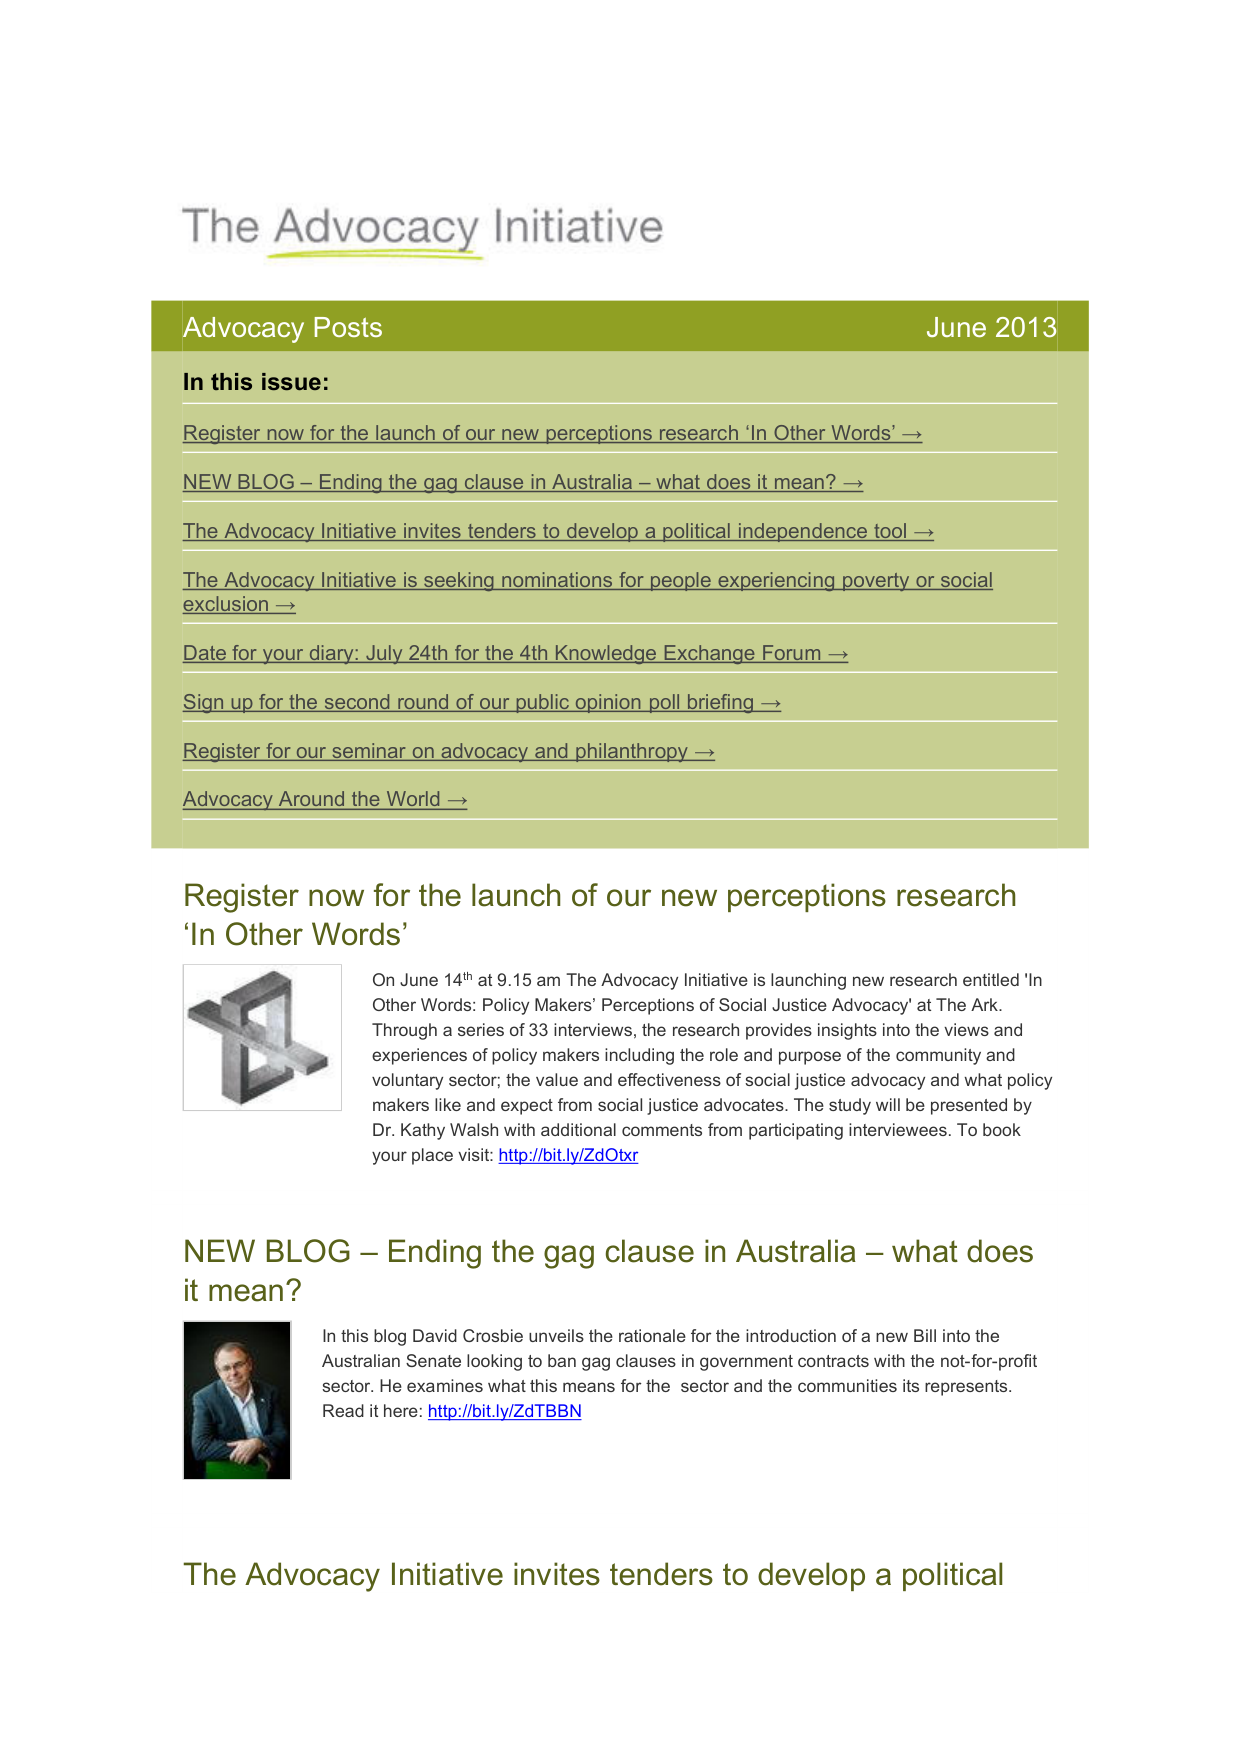 The Advocacy Initiative
Advocacy Posts June 2013
In this issue:
Register now for the launch of our new perceptions research ‘In Other Words’ →
NEW BLOG – Ending the gag clause in Australia – what does it mean? →
The Advocacy Initiative invites tenders to develop a political independence tool →
The Advocacy Initiative is seeking nominations for people experiencing poverty or social
exclusion →
Date for your diary: July 24th for the 4th Knowledge Exchange Forum →
Sign up for the second round of our public opinion poll briefing →
Register for our seminar on advocacy and philanthropy →
Advocacy Around the World →
Register now for the launch of our new perceptions research
‘In Other Words’
On June 14th at 9.15 am The Advocacy Initiative is launching new research entitled 'In
Other Words: Policy Makers’ Perceptions of Social Justice Advocacy' at The Ark.
Through a series of 33 interviews, the research provides insights into the views and
experiences of policy makers including the role and purpose of the community and
voluntary sector; the value and effectiveness of social justice advocacy and what policy
makers like and expect from social justice advocates. The study will be presented by
Dr. Kathy Walsh with additional comments from participating interviewees. To book
your place visit: http://bit.ly/ZdOtxr
NEW BLOG – Ending the gag clause in Australia – what does
it mean?
In this blog David Crosbie unveils the rationale for the introduction of a new Bill into the
Australian Senate looking to ban gag clauses in government contracts with the not-for-profit
sector. He examines what this means for the  sector and the communities its represents.
Read it here: http://bit.ly/ZdTBBN
The Advocacy Initiative invites tenders to develop a political